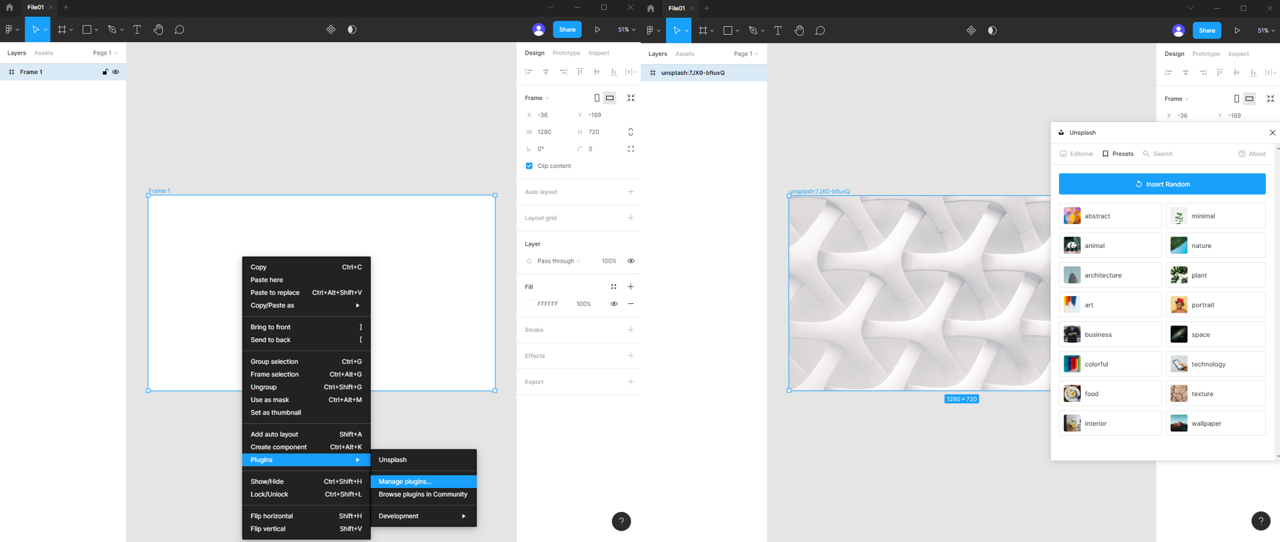 File01
Share
51%
Layers
Assets
Page 1
Frame 1
Design
Prototype
Inspect
Frame
X -36 Y -169
W 1280 H 720
0° 0
Clip content
Auto layout
Layout grid
Layer
Pass through 100%
Fill
FFFFFF 100%
Stroke
Effects
Export
Frame 1
Copy Ctrl+C
Paste here
Paste to replace Ctrl+Alt+Shift+V
Copy/Paste as
Bring to front ]
Send to back [
Group selection Ctrl+G
Frame selection Ctrl+Alt+G
Ungroup Ctrl+Shift+G
Use as mask Ctrl+Alt+M
Set as thumbnail
Add auto layout Shift+A
Create component Ctrl+Alt+K
Plugins
Show/Hide Ctrl+Shift+H
Lock/Unlock Ctrl+Shift+L
Flip horizontal Shift+H
Flip vertical Shift+V
Unsplash
Manage plugins...
Browse plugins in Community
Development
?
File01
Share
51%
Layers
Assets
Page 1
unsplash:7JX0-bfiuxQ
Design
Prototype
Inspect
Frame
X -36 Y -169
unsplash:7JX0-bfiuxQ
1280 × 720
Unsplash
Editorial
Presets
Search
About
Insert Random
abstract
minimal
animal
nature
architecture
plant
art
portrait
business
space
colorful
technology
food
texture
interior
wallpaper
?